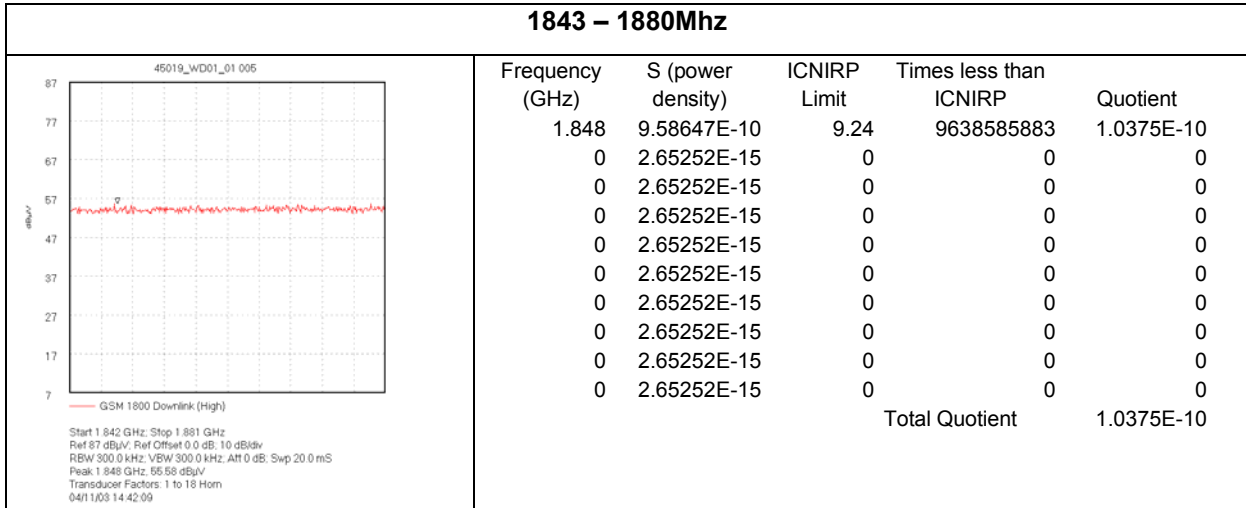 1843 – 1880Mhz
45019_WD01_01 005
87
77
67
57
47
37
27
17
7
dBµV
GSM 1800 Downlink (High)
Start 1.842 GHz; Stop 1.881 GHz
Ref 87 dBµV; Ref Offset 0.0 dB; 10 dB/div
RBW 300.0 kHz; VBW 300.0 kHz; Att 0 dB; Swp 20.0 mS
Peak 1.848 GHz, 55.58 dBµV
Transducer Factors: 1 to 18 Horn
04/11/03 14:42:09
Frequency S (power ICNIRP Times less than
(GHz) density) Limit ICNIRP Quotient
1.848 9.58647E-10 9.24 9638585883 1.0375E-10
0 2.65252E-15 0 0 0
0 2.65252E-15 0 0 0
0 2.65252E-15 0 0 0
0 2.65252E-15 0 0 0
0 2.65252E-15 0 0 0
0 2.65252E-15 0 0 0
0 2.65252E-15 0 0 0
0 2.65252E-15 0 0 0
0 2.65252E-15 0 0 0
Total Quotient 1.0375E-10